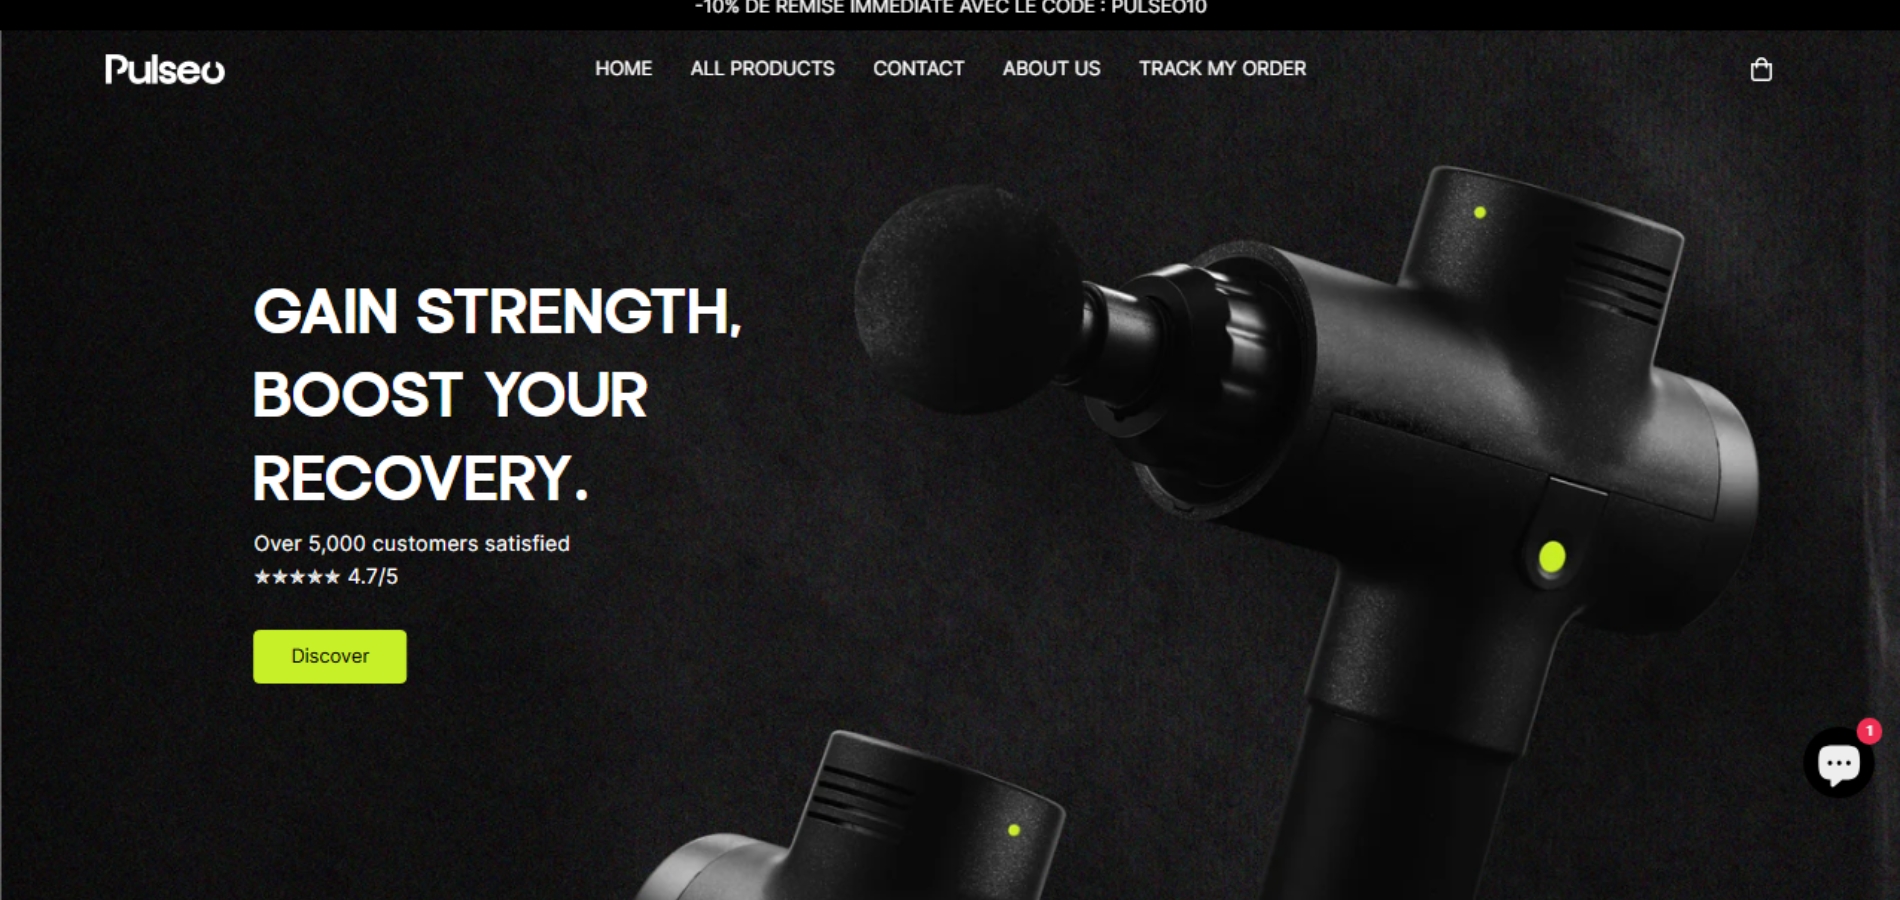 -10% DE REMISE IMMÉDIATE AVEC LE CODE : PULSEO10
Pulseo
HOME ALL PRODUCTS CONTACT ABOUT US TRACK MY ORDER
GAIN STRENGTH,
BOOST YOUR
RECOVERY.
Over 5,000 customers satisfied
★★★★★ 4.7/5
Discover
1